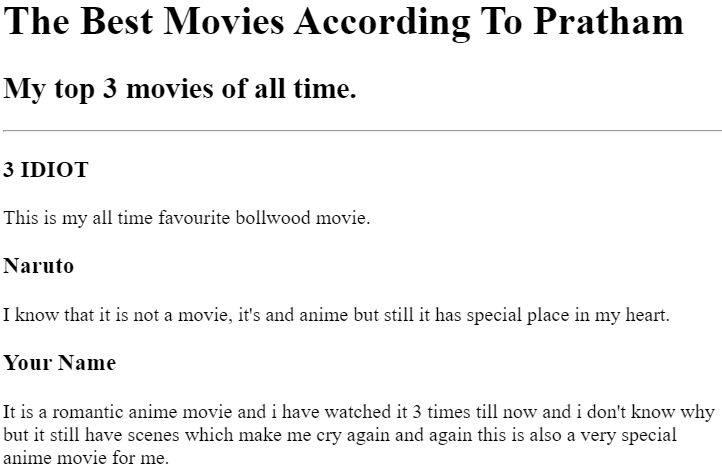 The Best Movies According To Pratham
My top 3 movies of all time.
3 IDIOT
This is my all time favourite bollwood movie.
Naruto
I know that it is not a movie, it's and anime but still it has special place in my heart.
Your Name
It is a romantic anime movie and i have watched it 3 times till now and i don't know why
but it still have scenes which make me cry again and again this is also a very special
anime movie for me.